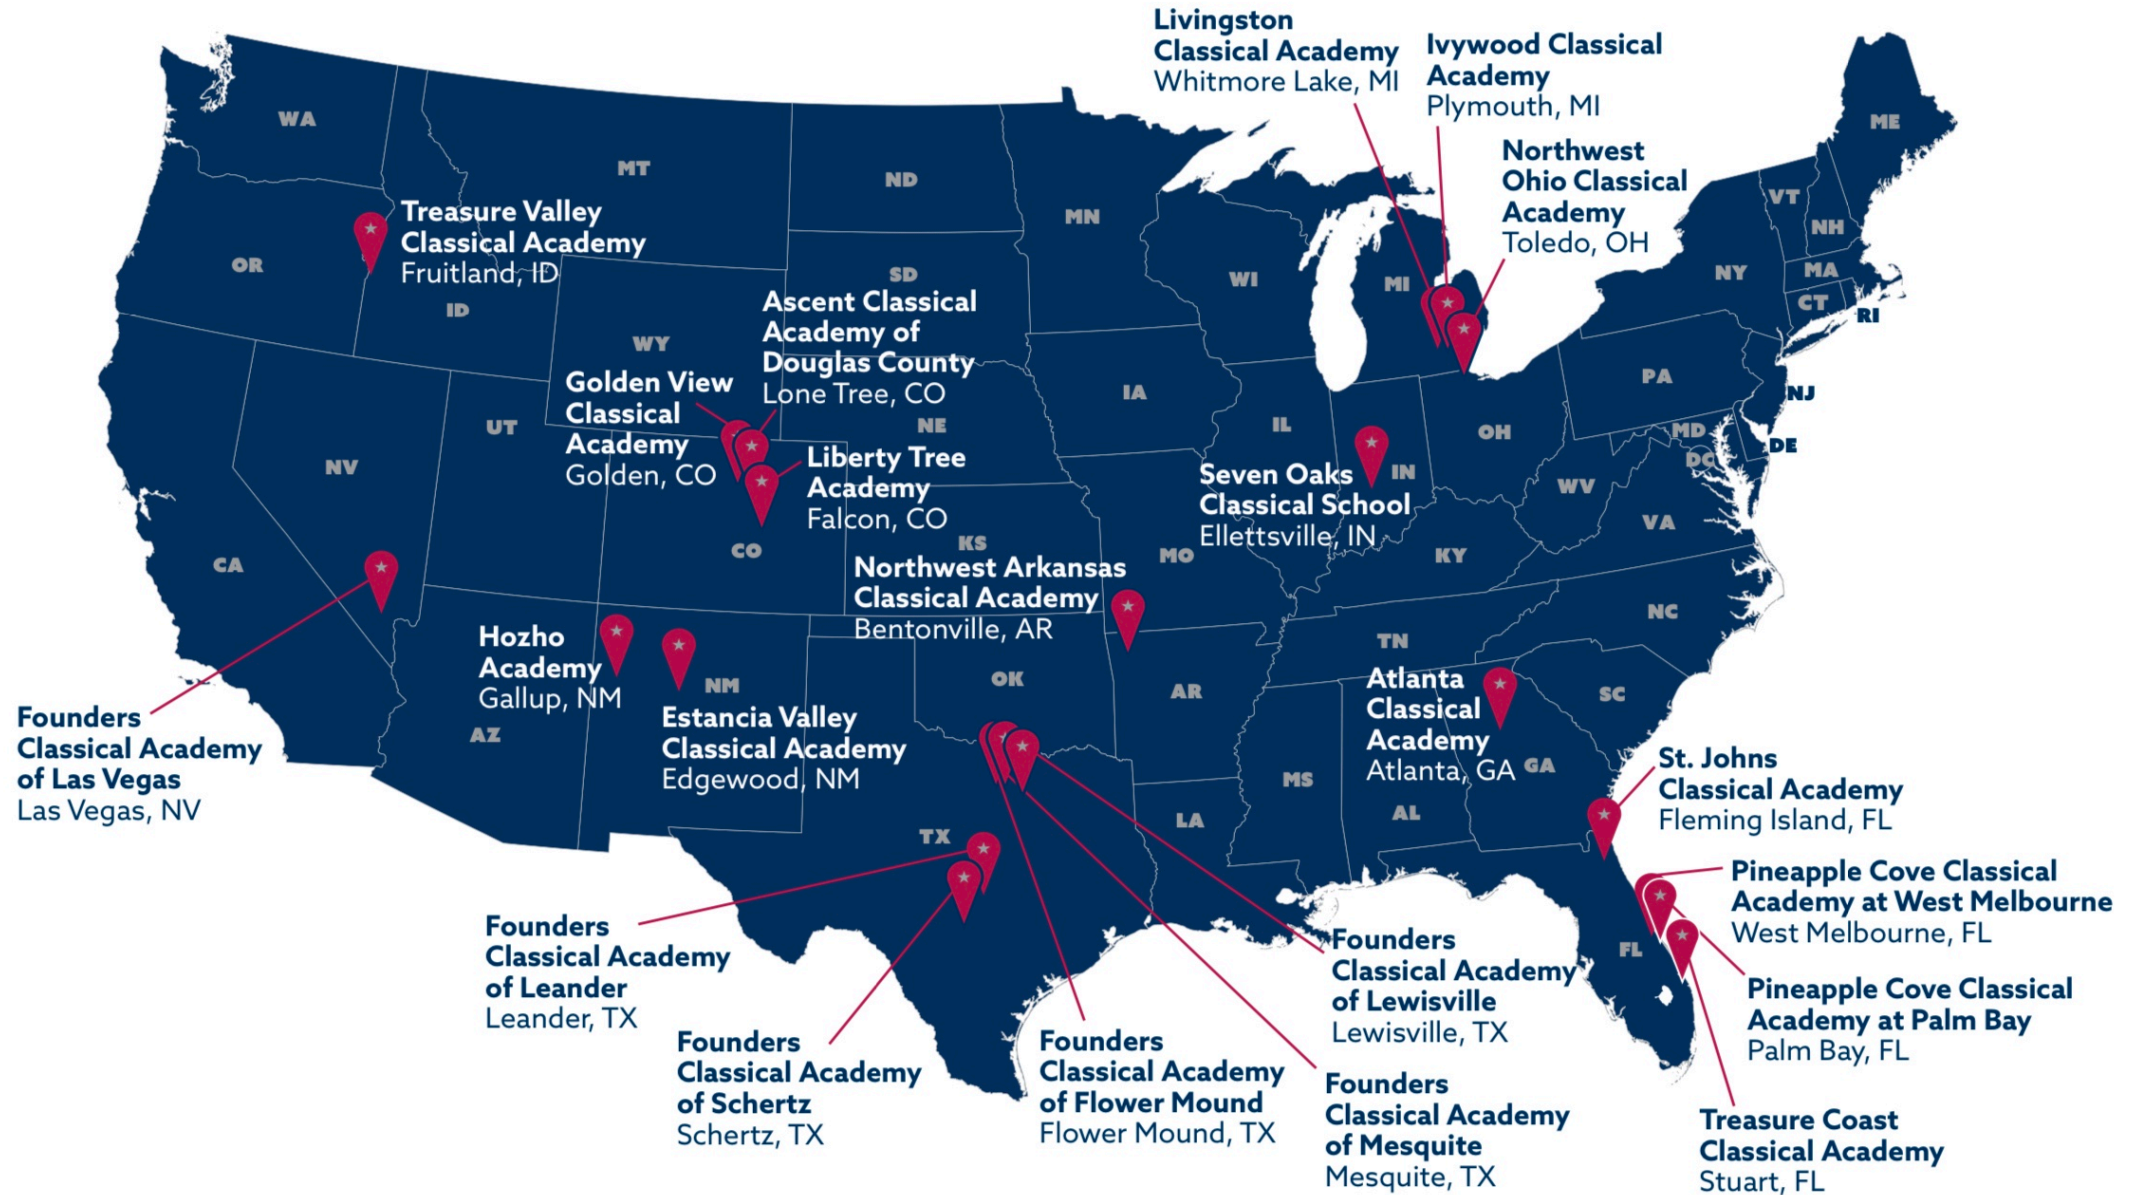 Livingston
Classical Academy
Whitmore Lake, MI
Ivywood Classical
Academy
Plymouth, MI
Northwest
Ohio Classical
Academy
Toledo, OH
WA
MT
ND
MN
ME
VT
NH
OR
ID
SD
WI
MI
NY
MA
CT
RI
Treasure Valley
Classical Academy
Fruitland, ID
WY
Ascent Classical
Academy of
Douglas County
Lone Tree, CO
Golden View
Classical
Academy
Golden, CO
Liberty Tree
Academy
Falcon, CO
IA
PA
NJ
NV
UT
NE
IL
OH
MD
DE
DC
IN
Seven Oaks
Classical School
Ellettsville, IN
WV
VA
CA
CO
KS
MO
KY
Northwest Arkansas
Classical Academy
Bentonville, AR
Hozho
Academy
Gallup, NM
NM
OK
AR
TN
NC
SC
Atlanta
Classical
Academy
Atlanta, GA
GA
Founders
Classical Academy
of Las Vegas
Las Vegas, NV
AZ
Estancia Valley
Classical Academy
Edgewood, NM
TX
LA
MS
AL
St. Johns
Classical Academy
Fleming Island, FL
Pineapple Cove Classical
Academy at West Melbourne
West Melbourne, FL
FL
Founders
Classical Academy
of Leander
Leander, TX
Founders
Classical Academy
of Lewisville
Lewisville, TX
Pineapple Cove Classical
Academy at Palm Bay
Palm Bay, FL
Founders
Classical Academy
of Schertz
Schertz, TX
Founders
Classical Academy
of Flower Mound
Flower Mound, TX
Founders
Classical Academy
of Mesquite
Mesquite, TX
Treasure Coast
Classical Academy
Stuart, FL